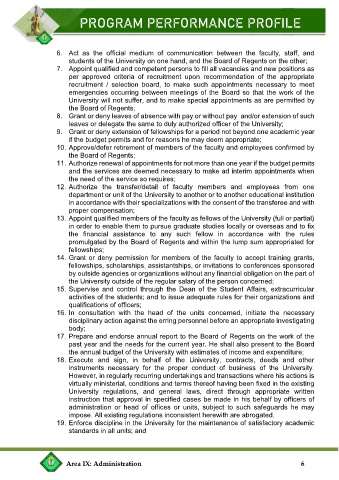 PROGRAM PERFORMANCE PROFILE
6. Act as the official medium of communication between the faculty, staff, and
students of the University on one hand, and the Board of Regents on the other;
7. Appoint qualified and competent persons to fill all vacancies and new positions as
per approved criteria of recruitment upon recommendation of the appropriate
recruitment / selection board, to make such appointments necessary to meet
emergencies occurring between meetings of the Board so that the work of the
University will not suffer, and to make special appointments as are permitted by
the Board of Regents;
8. Grant or deny leaves of absence with pay or without pay and/or extension of such
leaves or delegate the same to duly authorized officer of the University;
9. Grant or deny extension of fellowships for a period not beyond one academic year
if the budget permits and for reasons he may deem appropriate;
10. Approve/defer retirement of members of the faculty and employees confirmed by
the Board of Regents;
11. Authorize renewal of appointments for not more than one year if the budget permits
and the services are deemed necessary to make ad interim appointments when
the need of the service so requires;
12. Authorize the transfer/detail of faculty members and employees from one
department or unit of the University to another or to another educational institution
in accordance with their specializations with the consent of the transferee and with
proper compensation;
13. Appoint qualified members of the faculty as fellows of the University (full or partial)
in order to enable them to pursue graduate studies locally or overseas and to fix
the financial assistance to any such fellow in accordance with the rules
promulgated by the Board of Regents and within the lump sum appropriated for
fellowships;
14. Grant or deny permission for members of the faculty to accept training grants,
fellowships, scholarships, assistantships, or invitations to conferences sponsored
by outside agencies or organizations without any financial obligation on the part of
the University outside of the regular salary of the person concerned;
15. Supervise and control through the Dean of the Student Affairs, extracurricular
activities of the students; and to issue adequate rules for their organizations and
qualifications of officers;
16. In consultation with the head of the units concerned, initiate the necessary
disciplinary action against the erring personnel before an appropriate investigating
body;
17. Prepare and endorse annual report to the Board of Regents on the work of the
past year and the needs for the current year. He shall also present to the Board
the annual budget of the University with estimates of income and expenditure;
18. Execute and sign, in behalf of the University, contracts, deeds and other
instruments necessary for the proper conduct of business of the University.
However, in regularly recurring undertakings and transactions where his actions is
virtually ministerial, conditions and terms thereof having been fixed in the existing
University regulations, and general laws, direct through appropriate written
instruction that approval in specified cases be made in his behalf by officers of
administration or head of offices or units, subject to such safeguards he may
impose. All existing regulations inconsistent herewith are abrogated.
19. Enforce discipline in the University for the maintenance of satisfactory academic
standards in all units; and
Area IX: Administration 6